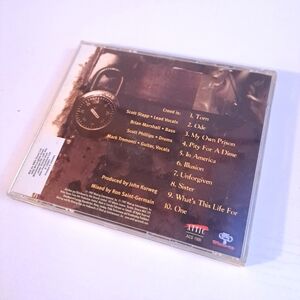 Creed is:
Scott Stapp • Lead Vocals
Brian Marshall • Bass
Scott Phillips • Drums
Mark Tremonti • Guitar, Vocals
1. Torn
2. Ode
3. My Own Prison
4. Pity For A Dime
5. In America
6. Illusion
7. Unforgiven
8. Sister
9. What's This Life For
10. One
Produced by John Kurzweg
Mixed by Ron Saint-Germain
ATTIC